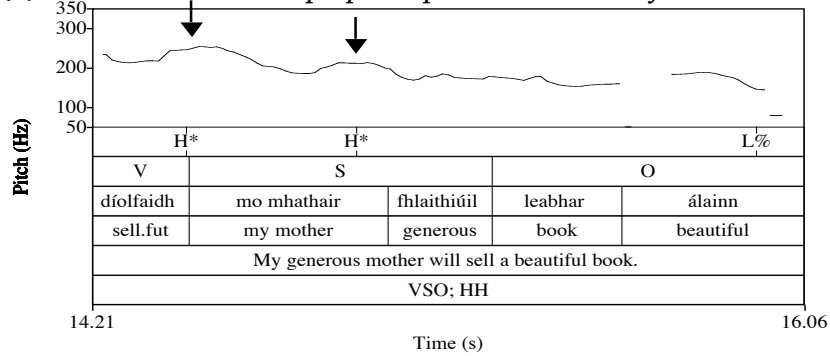 350
300
200
100
50
Pitch (Hz)
H* H* L%
V S O
díolfaidh mo mhathair fhlaithiúil leabhar álainn
sell.fut my mother generous book beautiful
My generous mother will sell a beautiful book.
VSO; HH
14.21 16.06
Time (s)